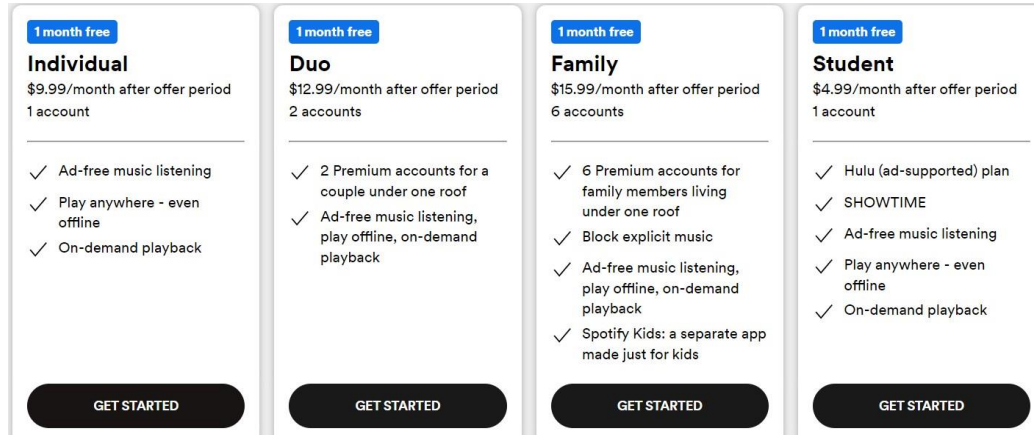 1 month free
Individual
$9.99/month after offer period
1 account
Ad-free music listening
Play anywhere - even
offline
On-demand playback
GET STARTED
1 month free
Duo
$12.99/month after offer period
2 accounts
2 Premium accounts for a
couple under one roof
Ad-free music listening,
play offline, on-demand
playback
GET STARTED
1 month free
Family
$15.99/month after offer period
6 accounts
6 Premium accounts for
family members living
under one roof
Block explicit music
Ad-free music listening,
play offline, on-demand
playback
Spotify Kids: a separate app
made just for kids
GET STARTED
1 month free
Student
$4.99/month after offer period
1 account
Hulu (ad-supported) plan
SHOWTIME
Ad-free music listening
Play anywhere - even
offline
On-demand playback
GET STARTED